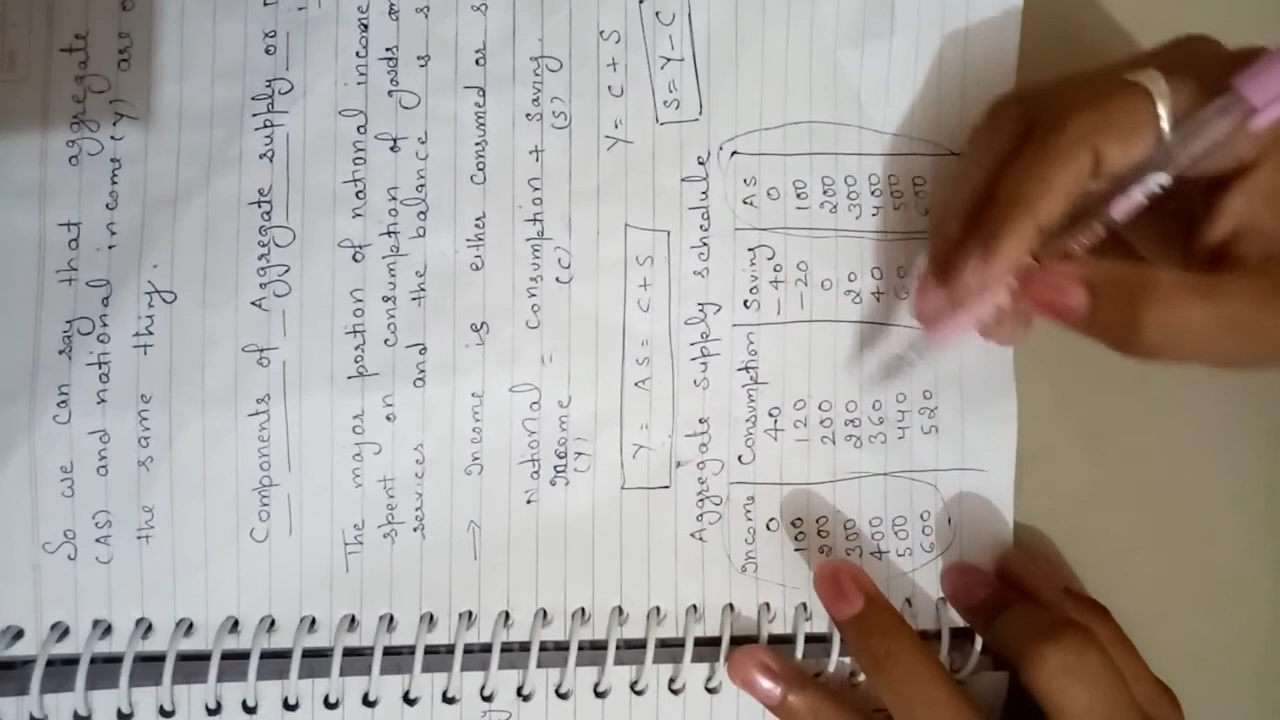 So we can say that aggregate
(AS) and national income (Y) are
the same thing.
Components of Aggregate supply or
The major portion of national income
spent on consumption of goods
services and the balance is
→ Income is either consumed or
National Income (Y) = Consumption (C) + Saving (S).
Y = C + S
Y = AS = C + S
S = Y - C
Aggregate supply schedule
Income Consumption Saving AS
0 40 -40 0
100 120 -20 100
200 200 0 200
300 280 20 300
400 360 40 400
500 440 60 500
600 520 600